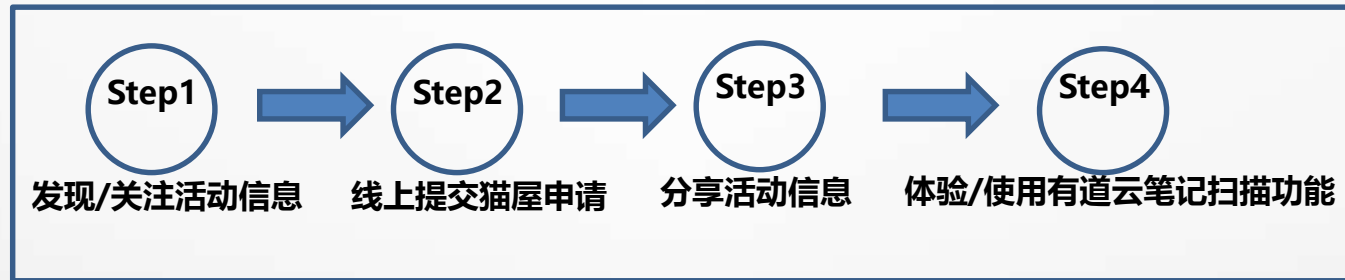 Step1
发现/关注活动信息
Step2
线上提交猫屋申请
Step3
分享活动信息
Step4
体验/使用有道云笔记扫描功能